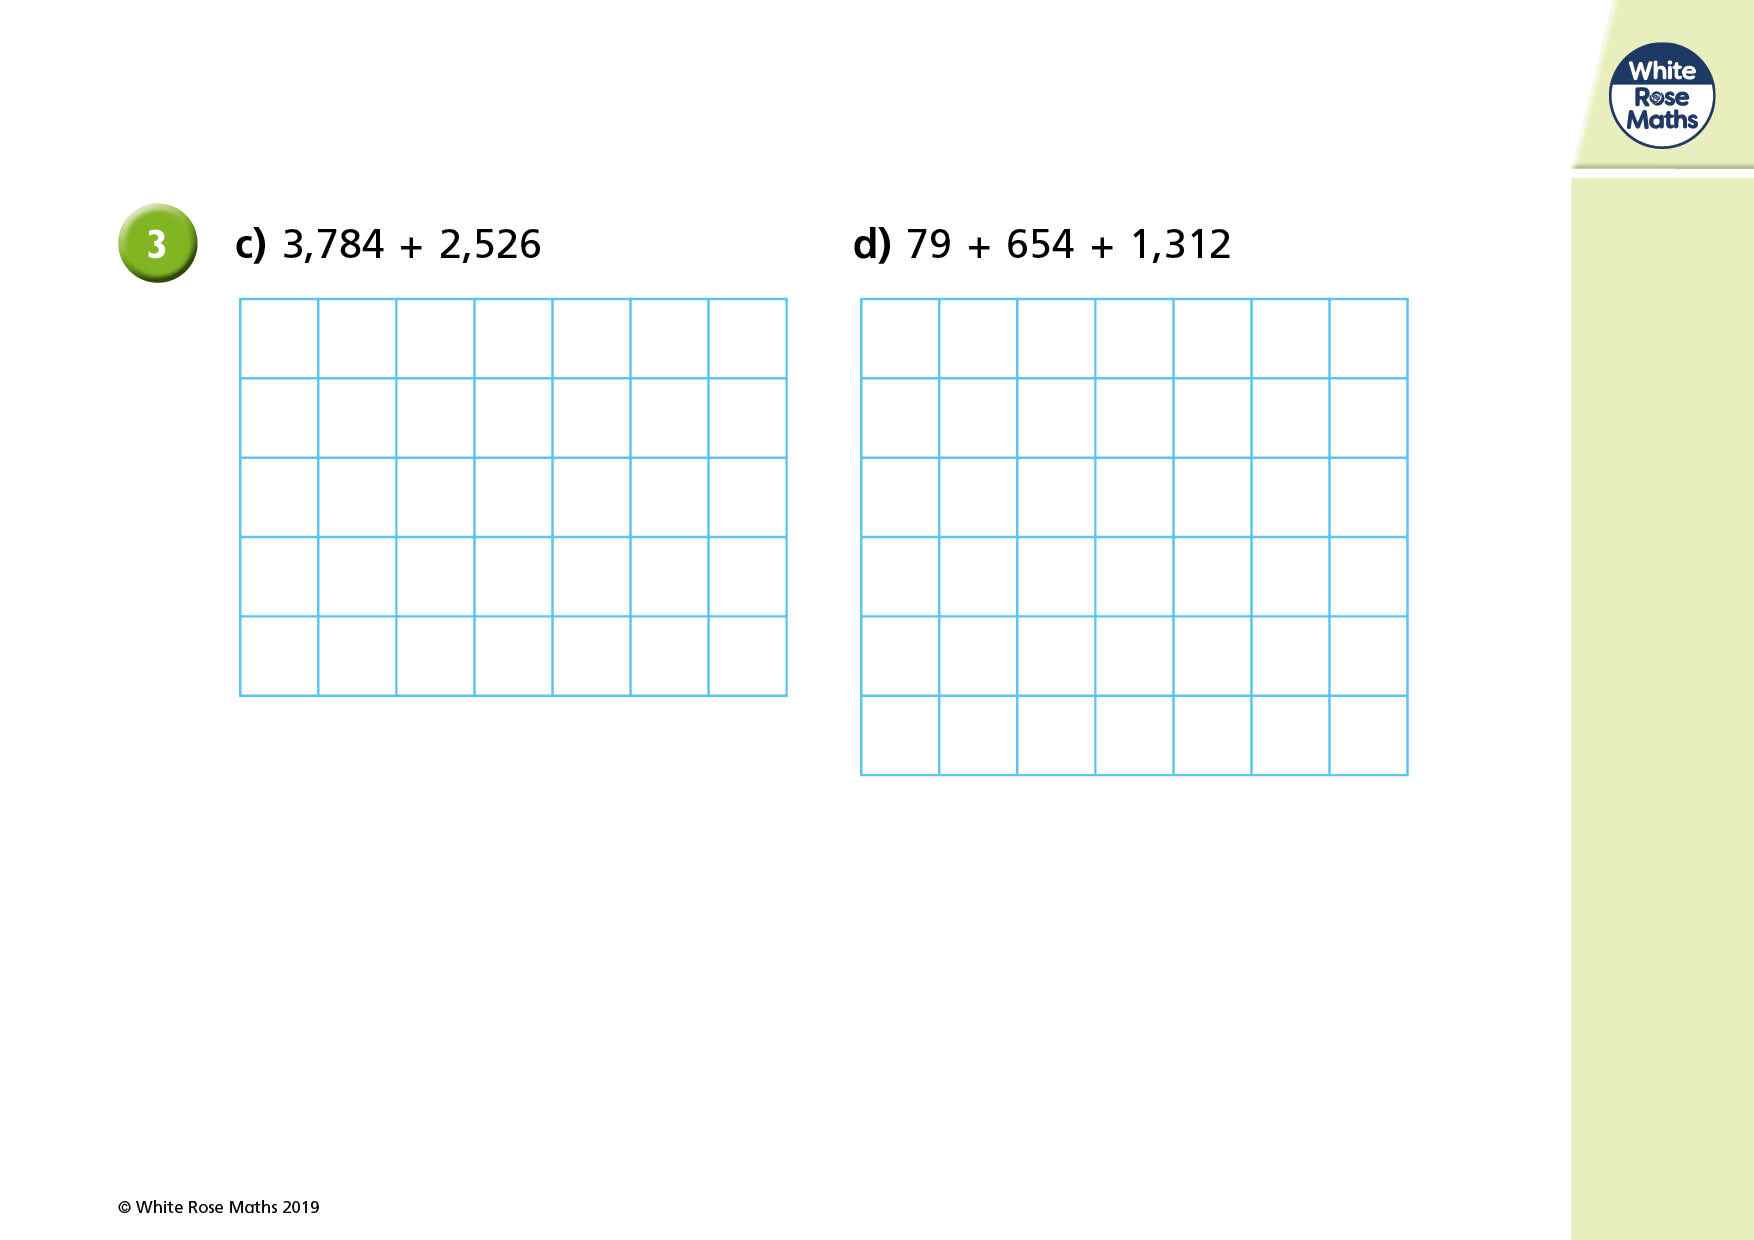 White
Rose
Maths
3 c) 3,784 + 2,526 d) 79 + 654 + 1,312
© White Rose Maths 2019